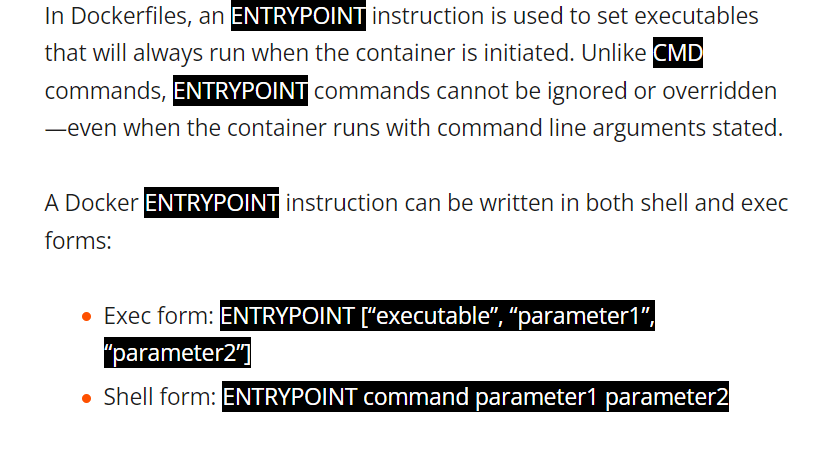 In Dockerfiles, an ENTRYPOINT instruction is used to set executables
that will always run when the container is initiated. Unlike CMD
commands, ENTRYPOINT commands cannot be ignored or overridden
—even when the container runs with command line arguments stated.
A Docker ENTRYPOINT instruction can be written in both shell and exec
forms:
• Exec form: ENTRYPOINT [“executable”, “parameter1”,
“parameter2”]
• Shell form: ENTRYPOINT command parameter1 parameter2